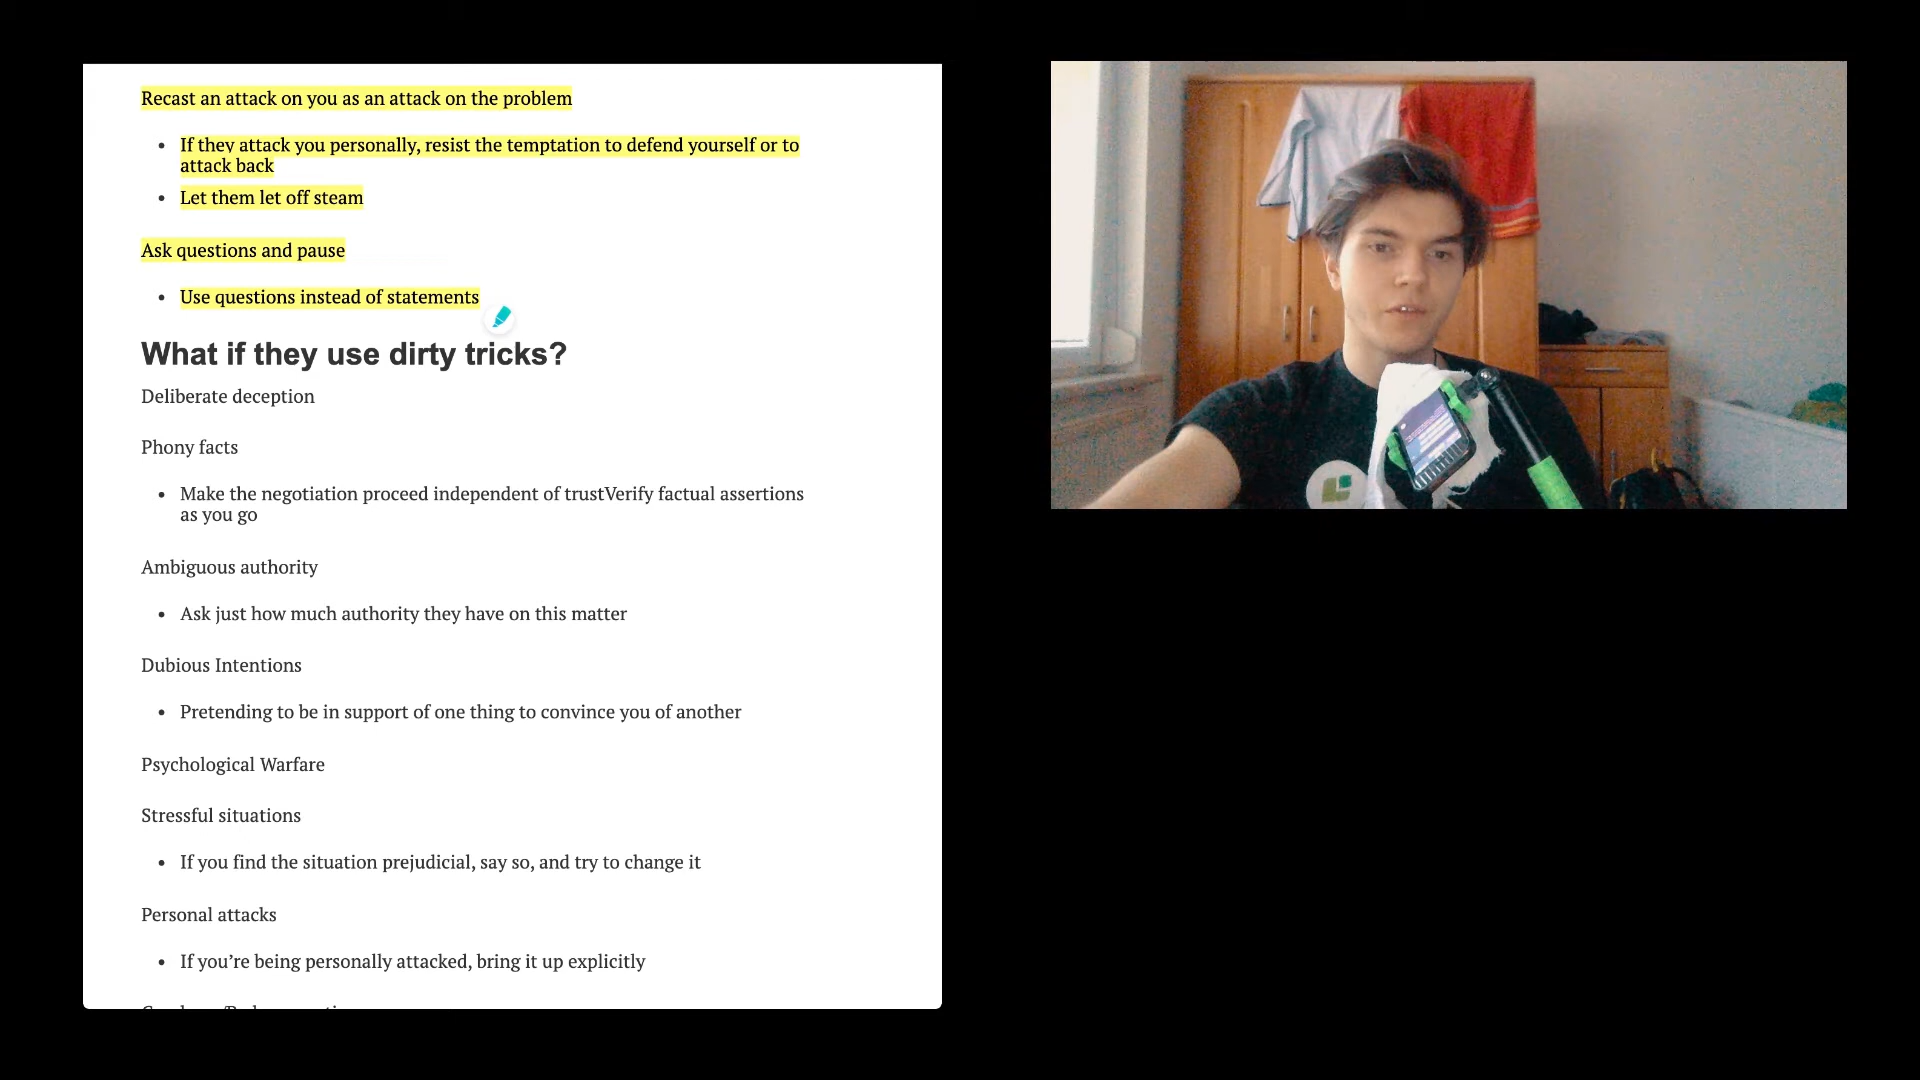 Recast an attack on you as an attack on the problem
• If they attack you personally, resist the temptation to defend yourself or to
attack back
• Let them let off steam
Ask questions and pause
• Use questions instead of statements
What if they use dirty tricks?
Deliberate deception
Phony facts
• Make the negotiation proceed independent of trustVerify factual assertions
as you go
Ambiguous authority
• Ask just how much authority they have on this matter
Dubious Intentions
• Pretending to be in support of one thing to convince you of another
Psychological Warfare
Stressful situations
• If you find the situation prejudicial, say so, and try to change it
Personal attacks
• If you’re being personally attacked, bring it up explicitly